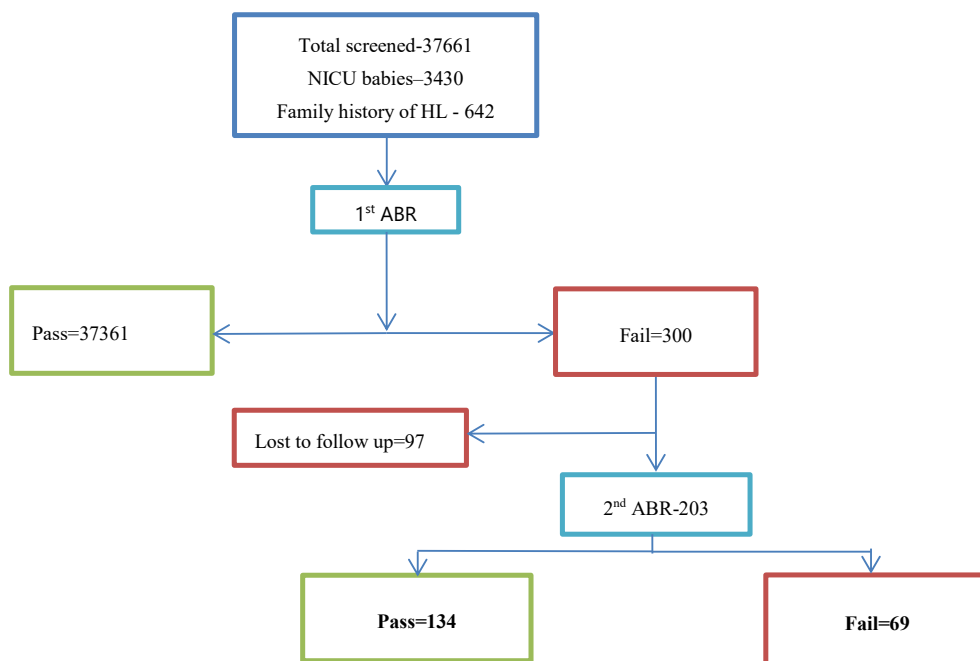 Total screened-37661
NICU babies–3430
Family history of HL - 642
1st ABR
Pass=37361
Fail=300
Lost to follow up=97
2nd ABR-203
Pass=134
Fail=69